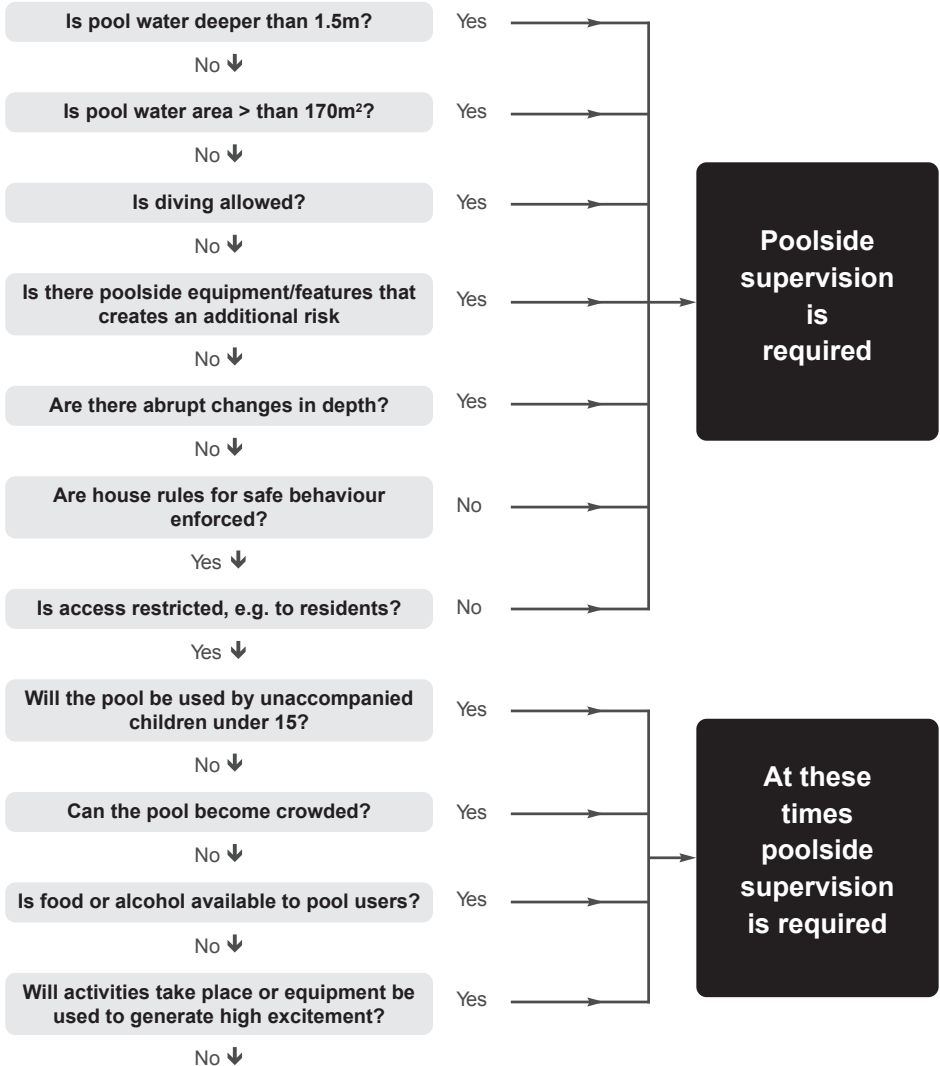 Is pool water deeper than 1.5m? Yes
No 🡻
Is pool water area > than 170m²? Yes
No 🡻
Is diving allowed? Yes
No 🡻
Is there poolside equipment/features that
creates an additional risk
Yes
No 🡻
Are there abrupt changes in depth? Yes
No 🡻
Are house rules for safe behaviour
enforced?
No
Yes 🡻
Is access restricted, e.g. to residents? No
Yes 🡻
Poolside
supervision
is
required
Will the pool be used by unaccompanied
children under 15?
Yes
No 🡻
Can the pool become crowded? Yes
No 🡻
Is food or alcohol available to pool users? Yes
No 🡻
Will activities take place or equipment be
used to generate high excitement?
Yes
No 🡻
At these
times
poolside
supervision
is required